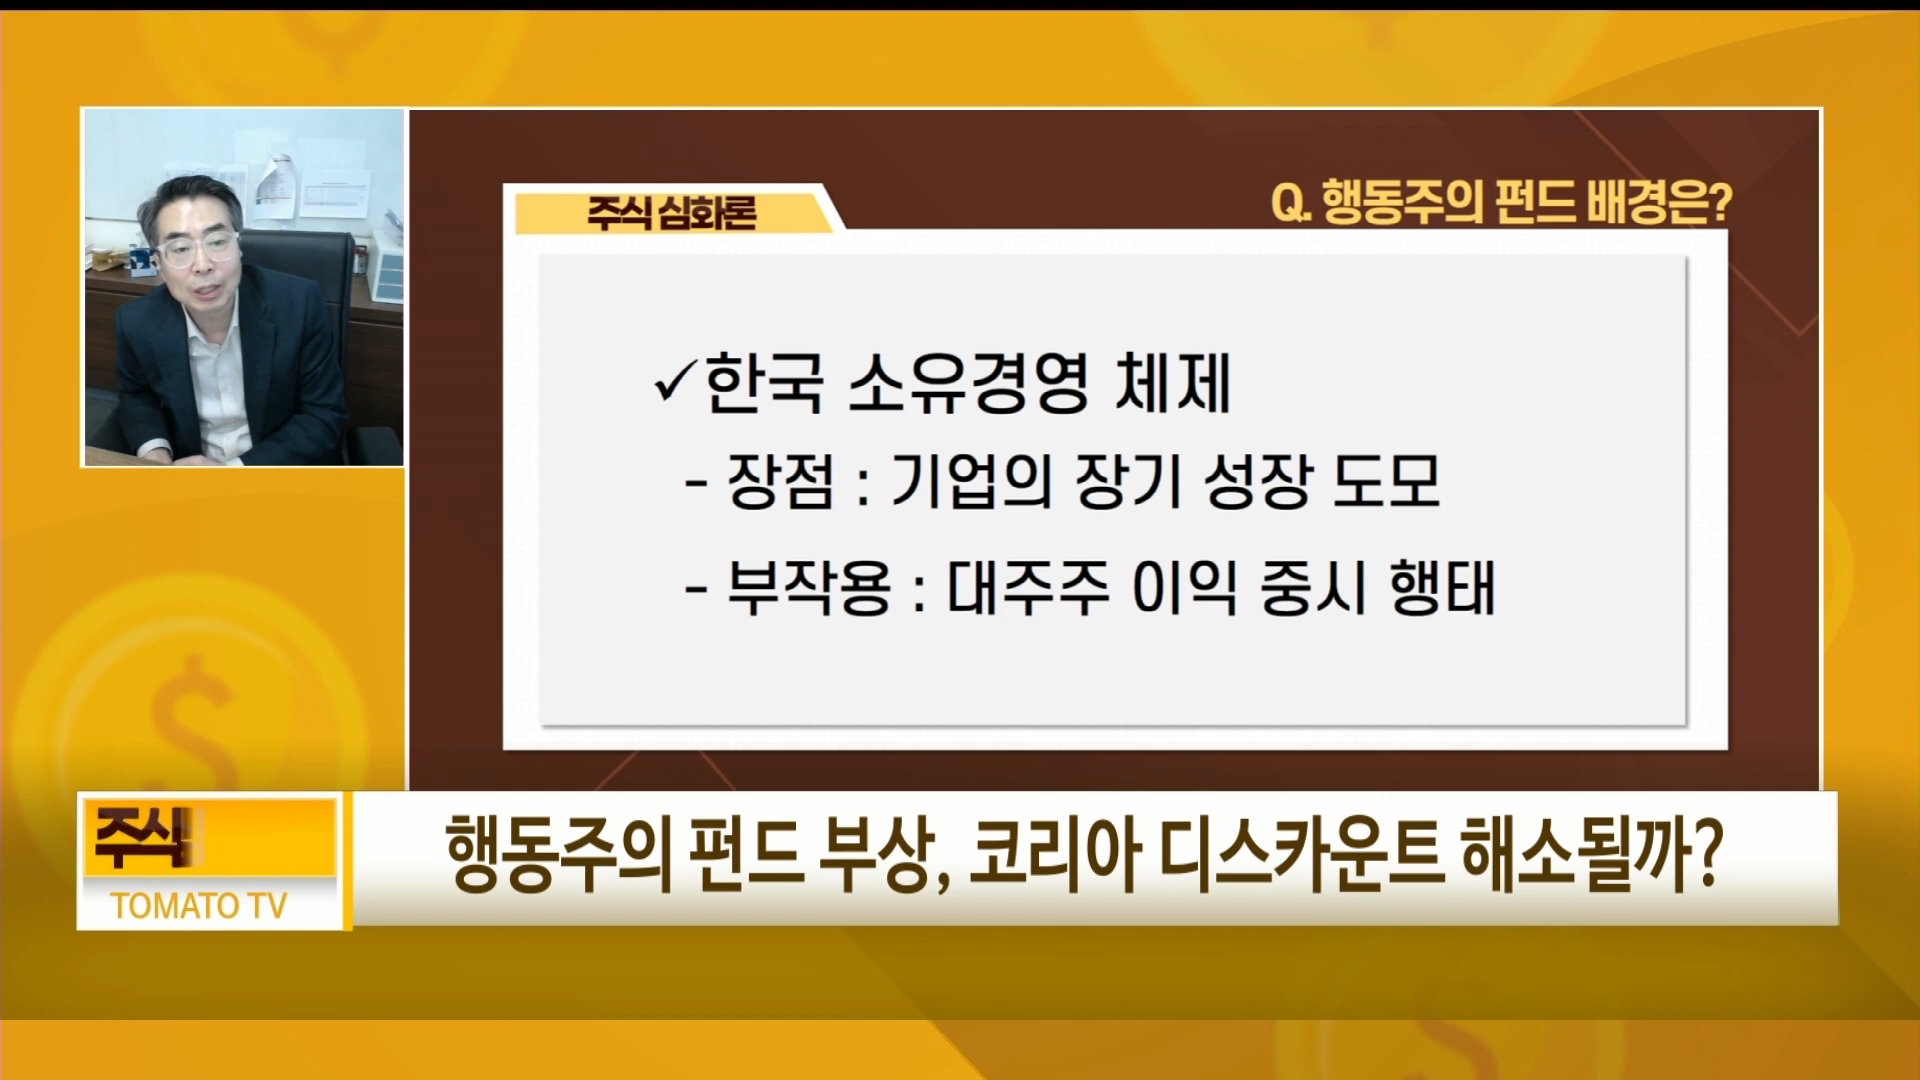 주식 심화론
Q. 행동주의 펀드 배경은?
✓한국 소유경영 체제
- 장점 : 기업의 장기 성장 도모
- 부작용 : 대주주 이익 중시 행태
주식
TOMATO TV
행동주의 펀드 부상, 코리아 디스카운트 해소될까?